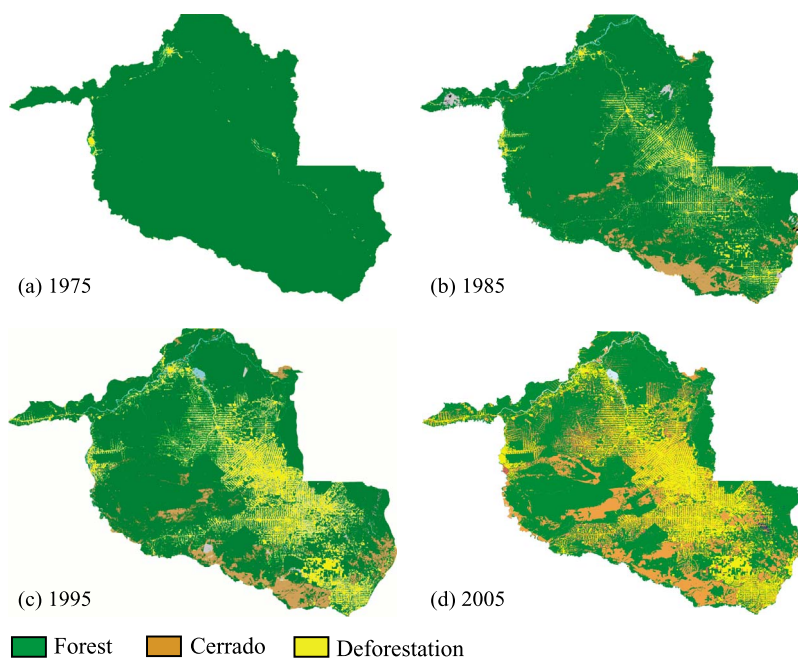 (a) 1975
(b) 1985
(c) 1995
(d) 2005
Forest
Cerrado
Deforestation